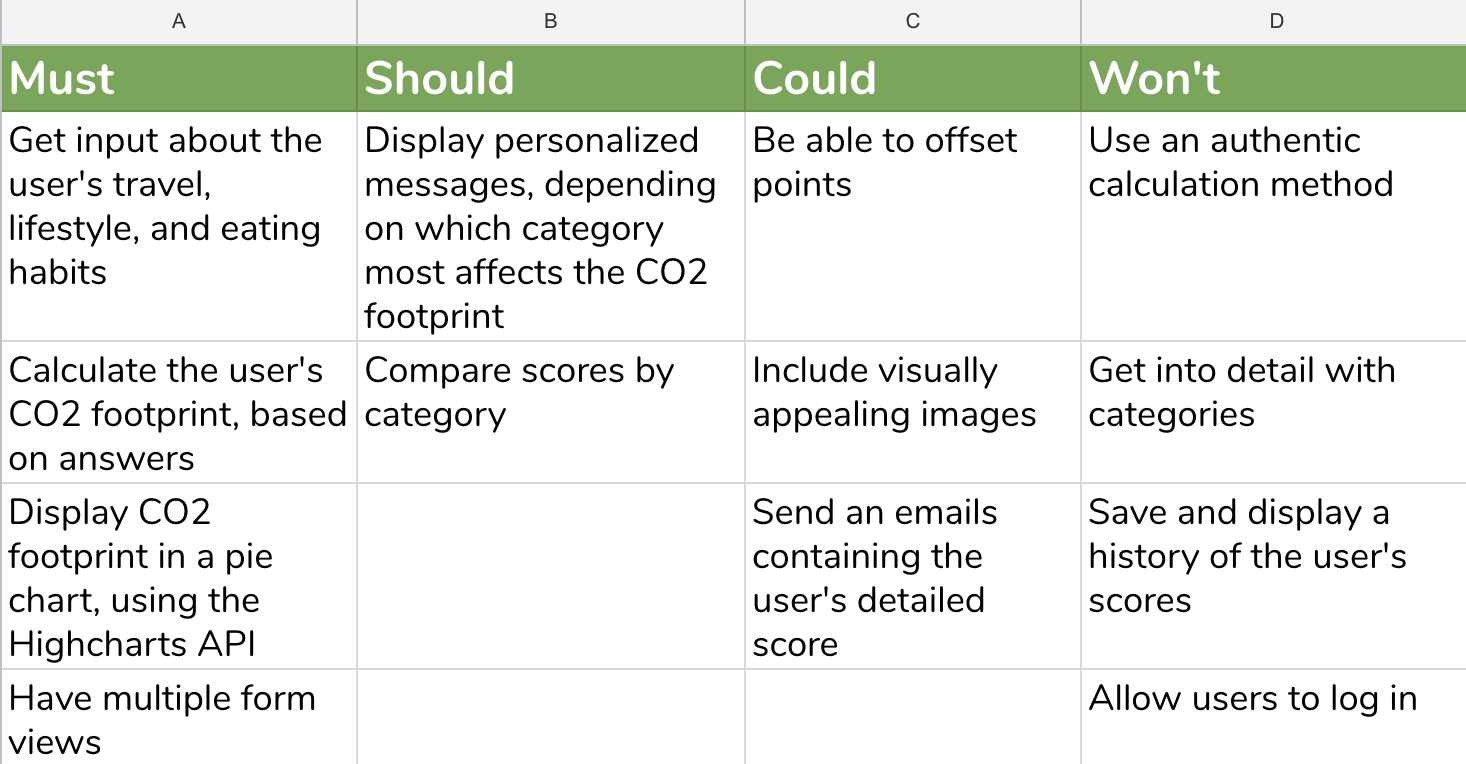 A B C D
Must Should Could Won't
Get input about the
user's travel,
lifestyle, and eating
habits
Display personalized
messages, depending
on which category
most affects the CO2
footprint
Be able to offset
points
Use an authentic
calculation method
Calculate the user's
CO2 footprint, based
on answers
Compare scores by
category
Include visually
appealing images
Get into detail with
categories
Display CO2
footprint in a pie
chart, using the
Highcharts API
Send an emails
containing the
user's detailed
score
Save and display a
history of the user's
scores
Have multiple form
views
Allow users to log in